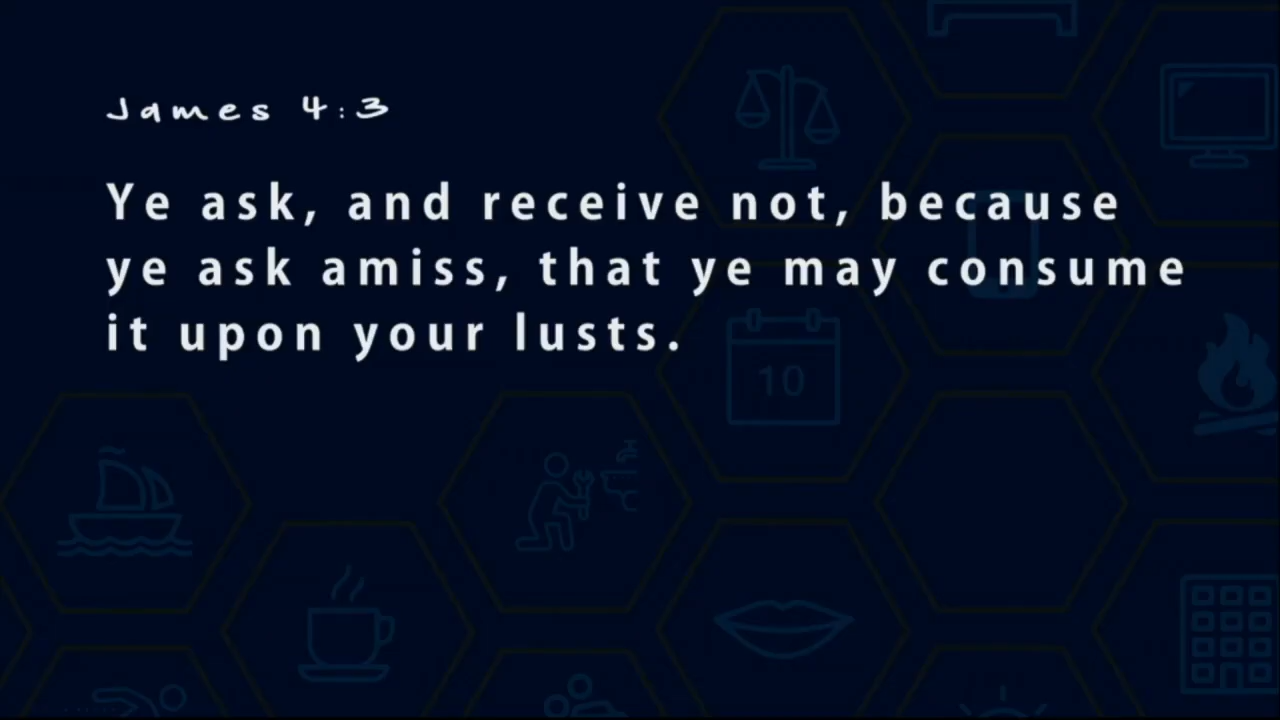 James 4:3
Ye ask, and receive not, because
ye ask amiss, that ye may consume
it upon your lusts.
10